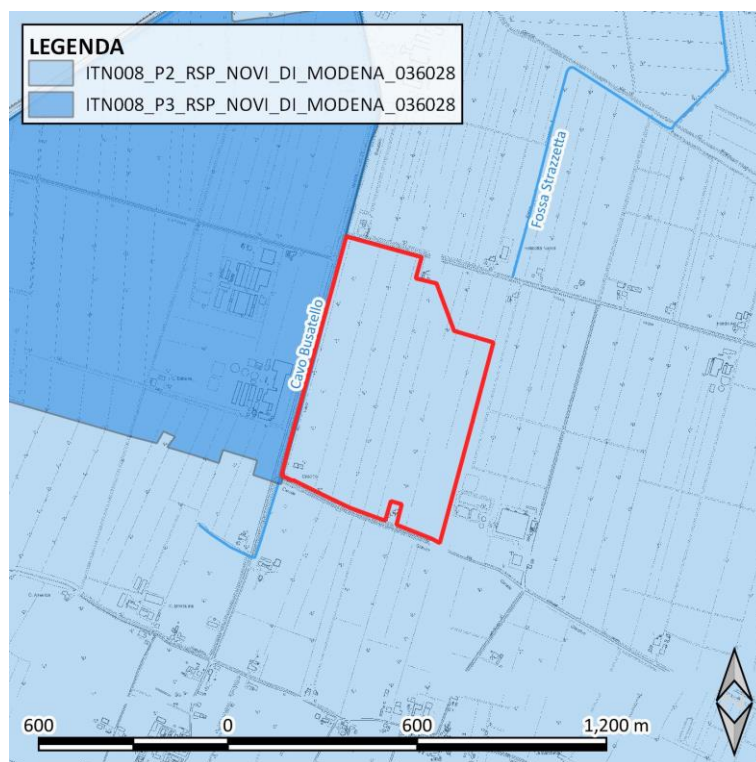 LEGENDA
ITN008_P2_RSP_NOVI_DI_MODENA_036028
ITN008_P3_RSP_NOVI_DI_MODENA_036028
Fossa Strazzetta
Cavo Busatello
600
0
600
1,200 m